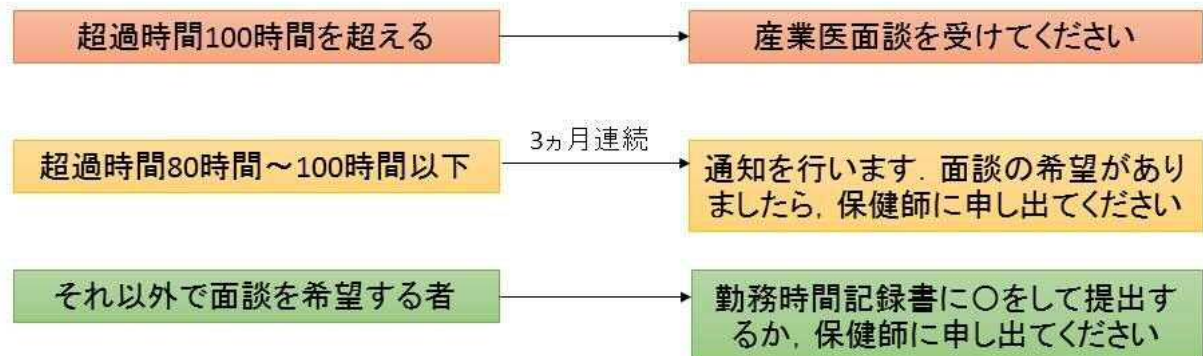 超過時間100時間を超える
産業医面談を受けてください
3ヵ月連続
超過時間80時間～100時間以下
通知を行います．面談の希望があり
ましたら，保健師に申し出てください
それ以外で面談を希望する者
勤務時間記録書に〇をして提出す
るか，保健師に申し出てください